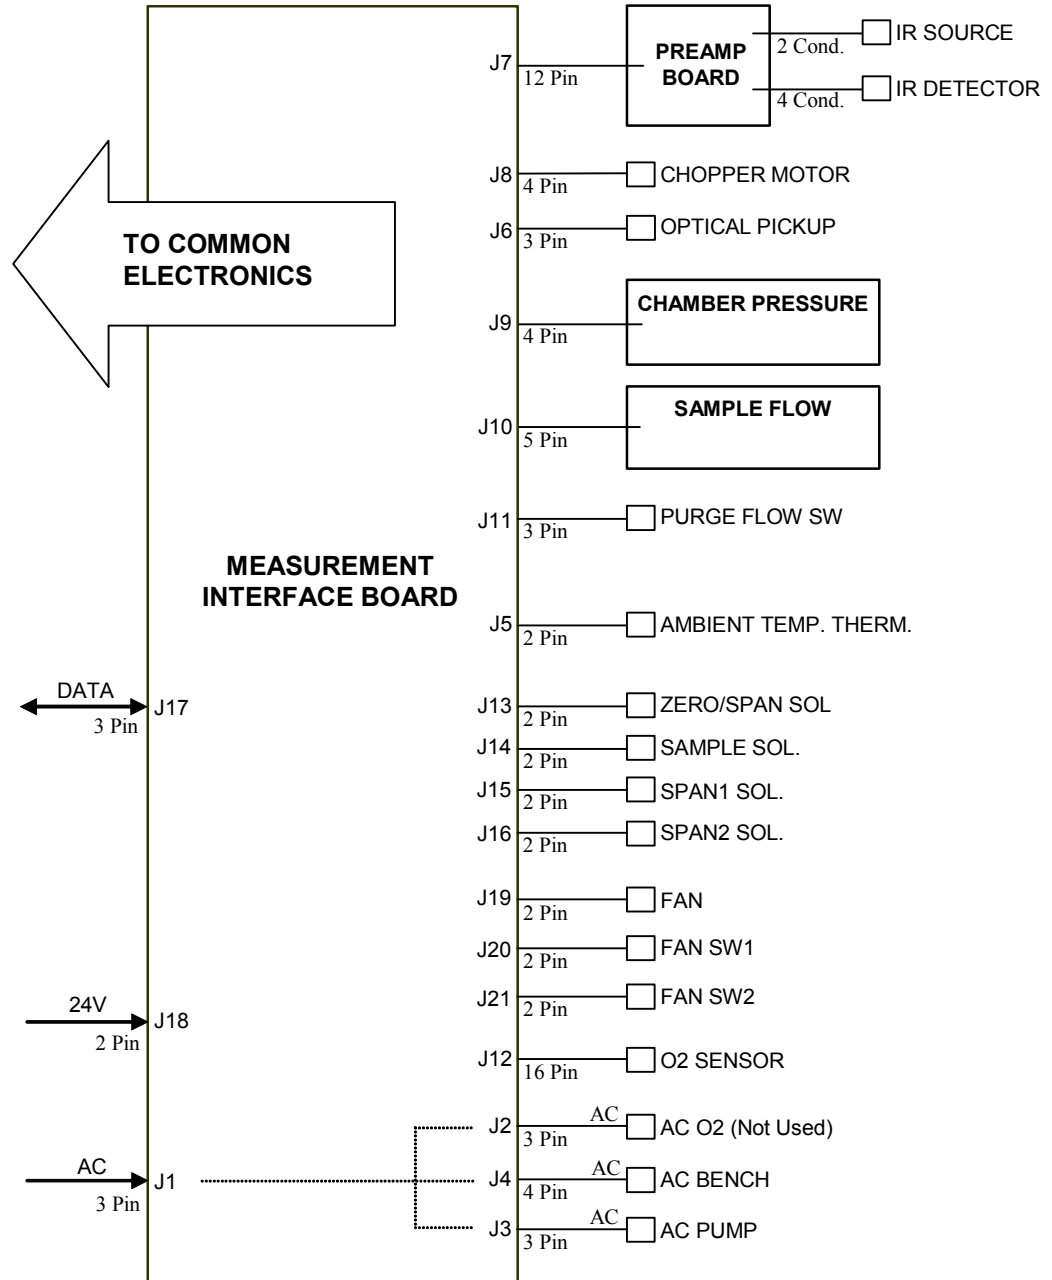 J7
12 Pin
PREAMP
BOARD
2 Cond.
IR SOURCE
4 Cond.
IR DETECTOR
J8
4 Pin
CHOPPER MOTOR
J6
3 Pin
OPTICAL PICKUP
TO COMMON
ELECTRONICS
J9
4 Pin
CHAMBER PRESSURE
J10
5 Pin
SAMPLE FLOW
J11
3 Pin
PURGE FLOW SW
MEASUREMENT
INTERFACE BOARD
J5
2 Pin
AMBIENT TEMP. THERM.
DATA
3 Pin
J17
J13
2 Pin
ZERO/SPAN SOL
J14
2 Pin
SAMPLE SOL.
J15
2 Pin
SPAN1 SOL.
J16
2 Pin
SPAN2 SOL.
J19
2 Pin
FAN
J20
2 Pin
FAN SW1
24V
2 Pin
J18
J21
2 Pin
FAN SW2
J12
16 Pin
O2 SENSOR
J2
3 Pin
AC
AC O2 (Not Used)
AC
3 Pin
J1
J4
4 Pin
AC
AC BENCH
J3
3 Pin
AC
AC PUMP